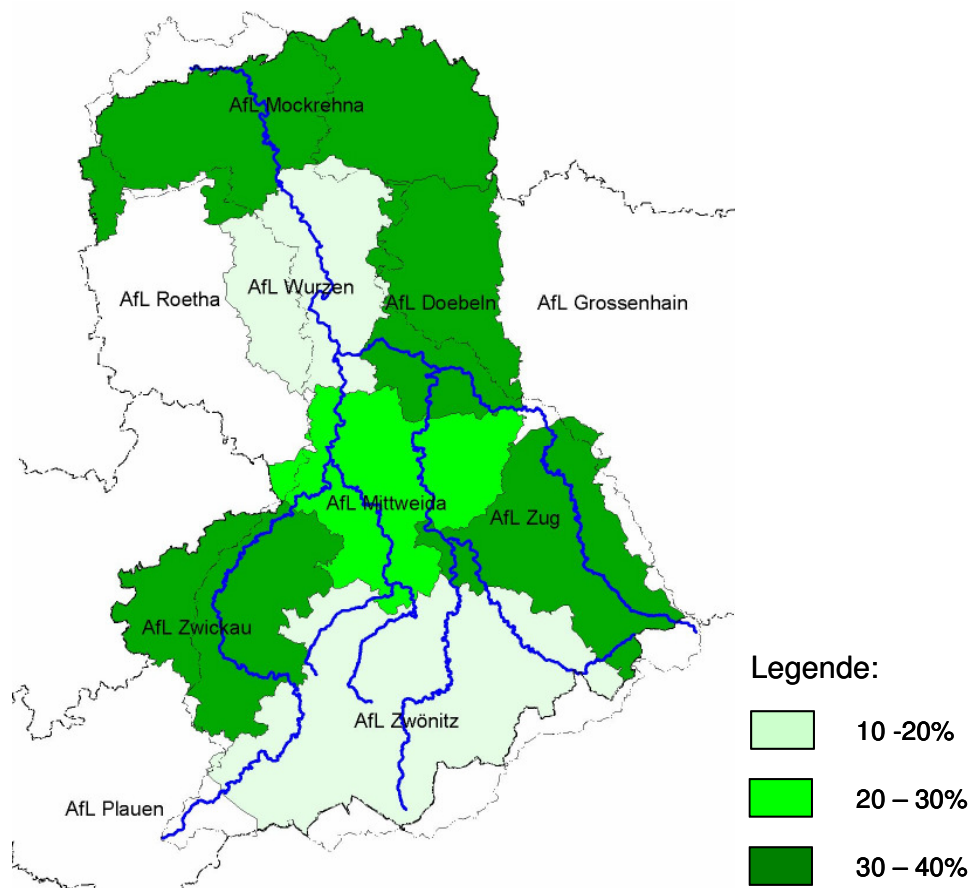 AfL Mockrehna
AfL Roetha
AfL Wurzen
AfL Doebeln
AfL Grossenhain
AfL Mittweida
AfL Zug
AfL Zwickau
AfL Zwönitz
AfL Plauen
Legende:
10 -20%
20 – 30%
30 – 40%